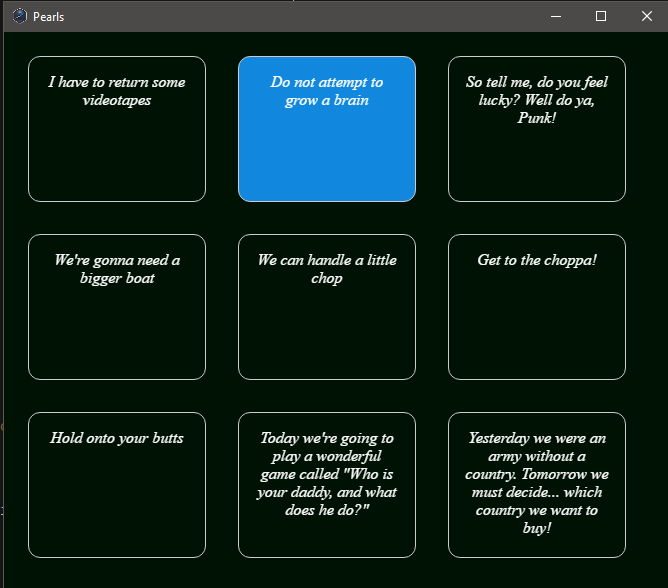 Pearls
I have to return some
videotapes
Do not attempt to
grow a brain
So tell me, do you feel
lucky? Well do ya,
Punk!
We're gonna need a
bigger boat
We can handle a little
chop
Get to the choppa!
Hold onto your butts
Today we're going to
play a wonderful
game called "Who is
your daddy, and what
does he do?"
Yesterday we were an
army without a
country. Tomorrow we
must decide... which
country we want to
buy!